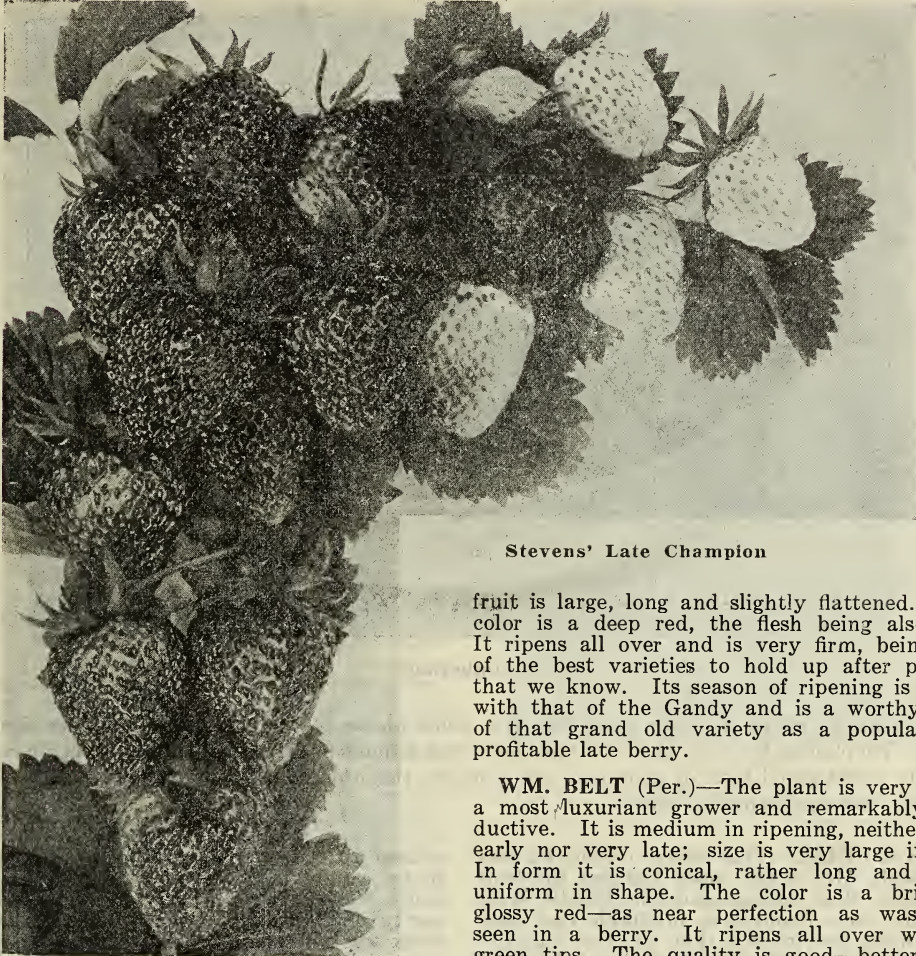 Stevens' Late Champion
fruit is large, long and slightly flattened.
color is a deep red, the flesh being als
It ripens all over and is very firm, bein
of the best varieties to hold up after p
that we know. Its season of ripening is
with that of the Gandy and is a worthy
of that grand old variety as a popula
profitable late berry.
WM. BELT (Per.)—The plant is very
a most luxuriant grower and remarkably
ductive. It is medium in ripening, neithe
early nor very late; size is very large i
In form it is conical, rather long and
uniform in shape. The color is a bri
glossy red—as near perfection as was
seen in a berry. It ripens all over w
green tips. The quality is good—better